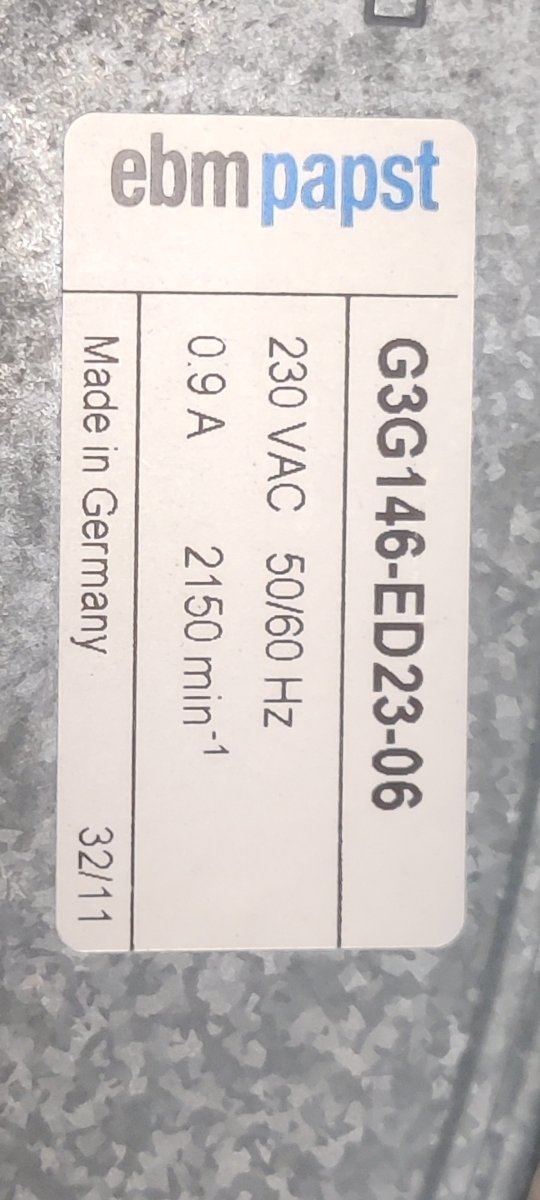 ebmpapst
G3G146-ED23-06
230 VAC 50/60 Hz
0.9 A 2150 min⁻¹
Made in Germany 32/11